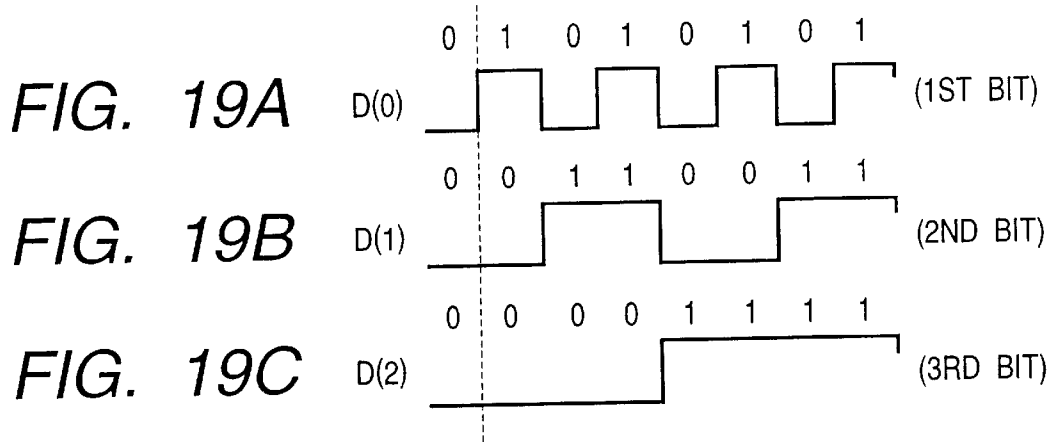 0 1 0 1 0 1 0 1
FIG. 19A D(0) (1ST BIT)
0 0 1 1 0 0 1 1
FIG. 19B D(1) (2ND BIT)
0 0 0 0 1 1 1 1
FIG. 19C D(2) (3RD BIT)